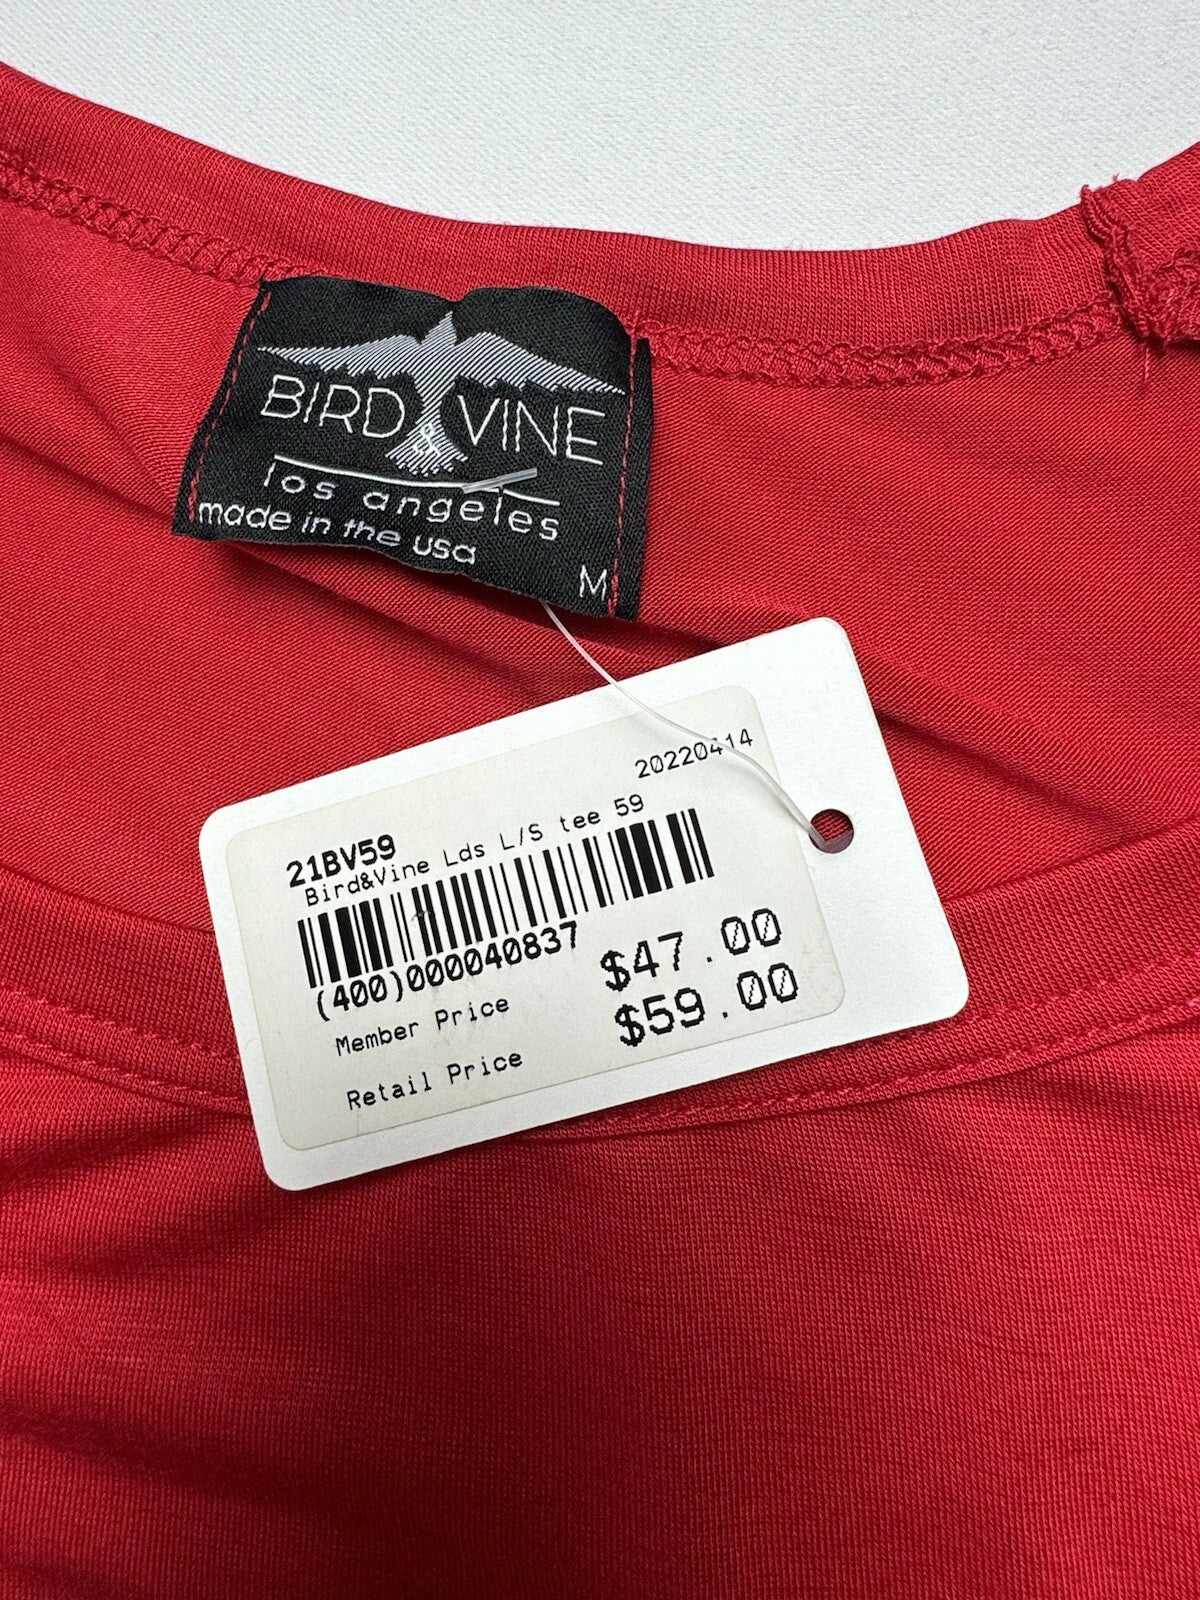 BIRD & VINE
los angeles
made in the usa
M
20220414
21BV59
Bird&Vine Lds L/S tee 59
(400)000040837
Member Price $47.00
Retail Price $59.00